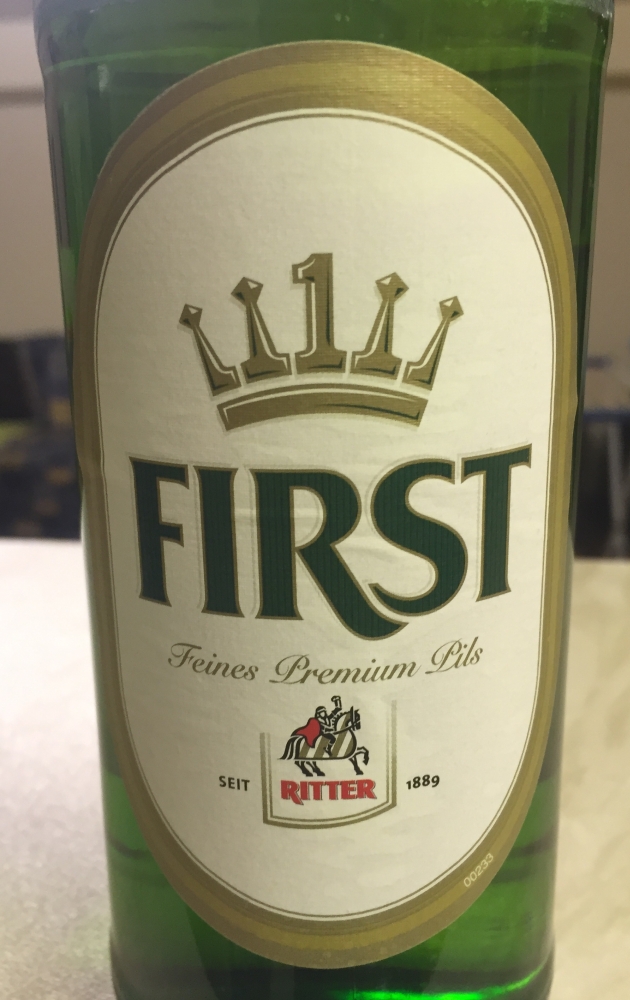 1
FIRST
Feines Premium Pils
SEIT RITTER 1889
00233